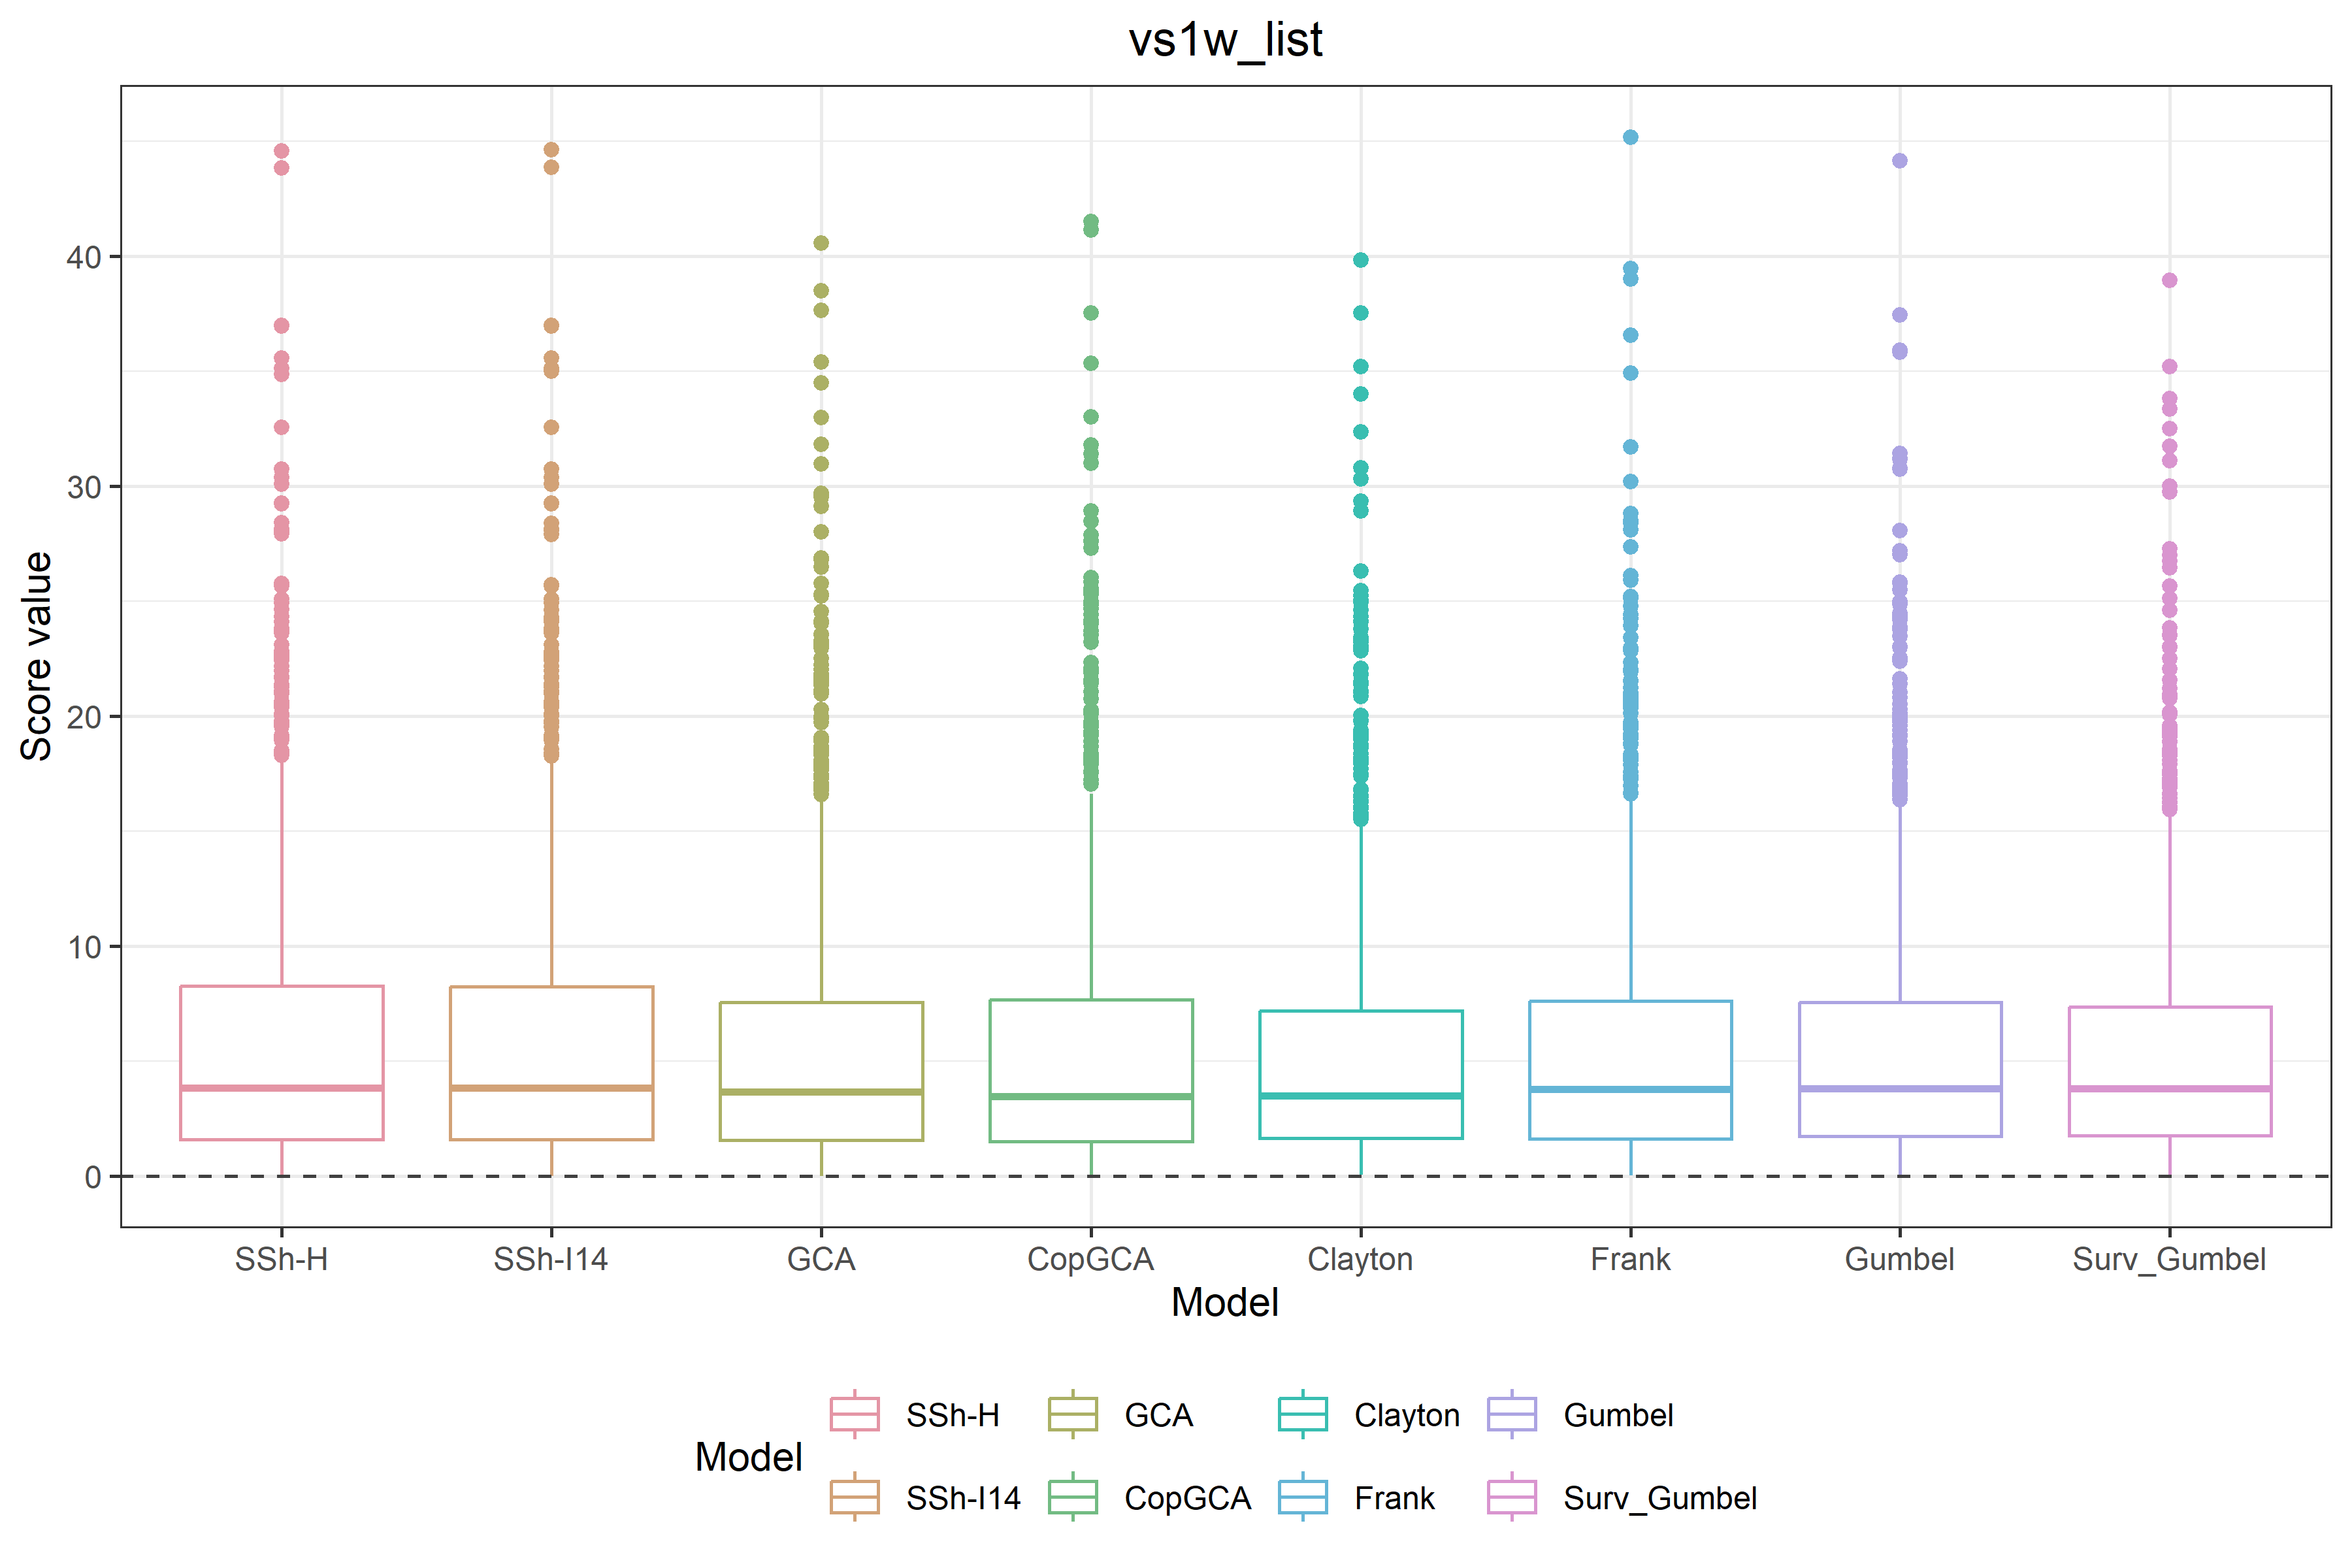 vs1w_list
Score value
40
30
20
10
0
SSh-H SSh-I14 GCA CopGCA Clayton Frank Gumbel Surv_Gumbel
Model
Model
SSh-H GCA Clayton Gumbel
SSh-I14 CopGCA Frank Surv_Gumbel